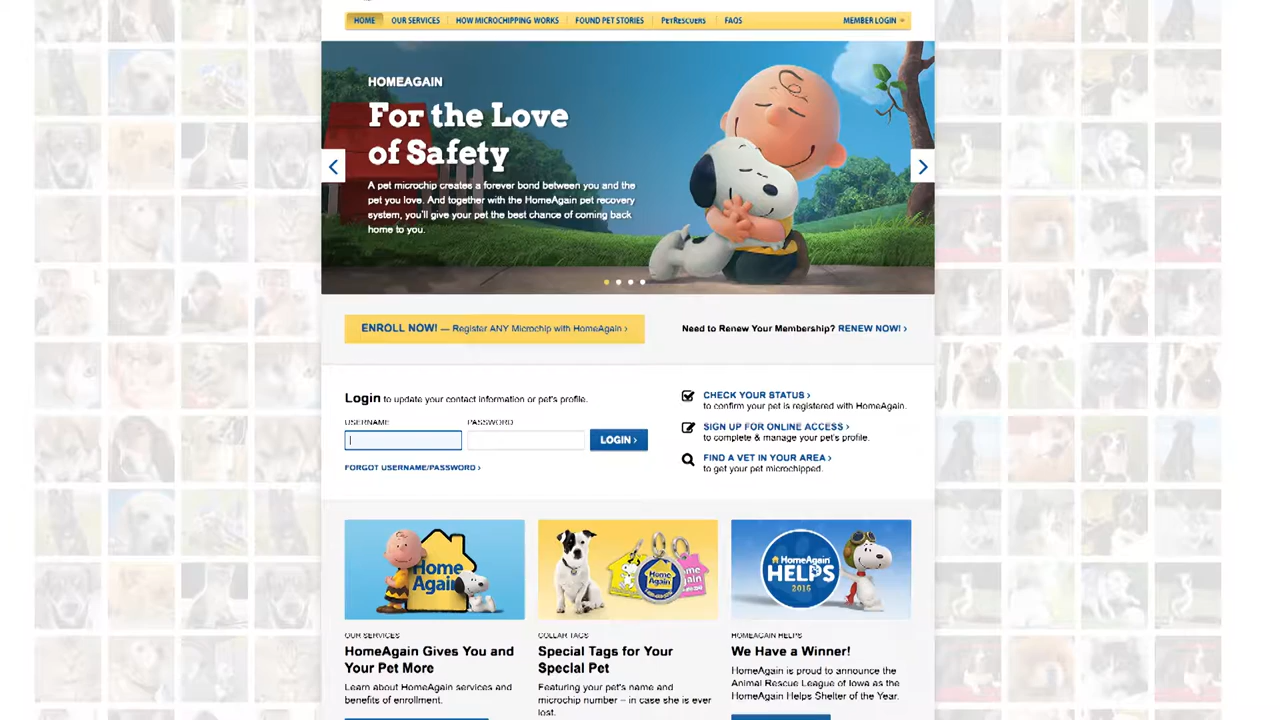 HOME OUR SERVICES HOW MICROCHIPPING WORKS FOUND PET STORIES PETRESCUERS FAQS MEMBER LOGIN
HOMEAGAIN
For the Love
of Safety
A pet microchip creates a forever bond between you and the
pet you love. And together with the HomeAgain pet recovery
system, you'll give your pet the best chance of coming back
home to you.
ENROLL NOW! — Register ANY Microchip with HomeAgain ›
Need to Renew Your Membership? RENEW NOW! ›
Login to update your contact information or pet's profile.
USERNAME PASSWORD
LOGIN ›
FORGOT USERNAME/PASSWORD ›
CHECK YOUR STATUS ›
to confirm your pet is registered with HomeAgain.
SIGN UP FOR ONLINE ACCESS ›
to complete & manage your pet's profile.
FIND A VET IN YOUR AREA ›
to get your pet microchipped.
Home
Again
OUR SERVICES
HomeAgain Gives You and
Your Pet More
Learn about HomeAgain services and
benefits of enrollment.
Home
Again
COLLAR TAGS
Special Tags for Your
Special Pet
Featuring your pet's name and
microchip number – in case she is ever
lost.
HomeAgain
HELPS
2016
HOMEAGAIN HELPS
We Have a Winner!
HomeAgain is proud to announce the
Animal Rescue League of Iowa as the
HomeAgain Helps Shelter of the Year.